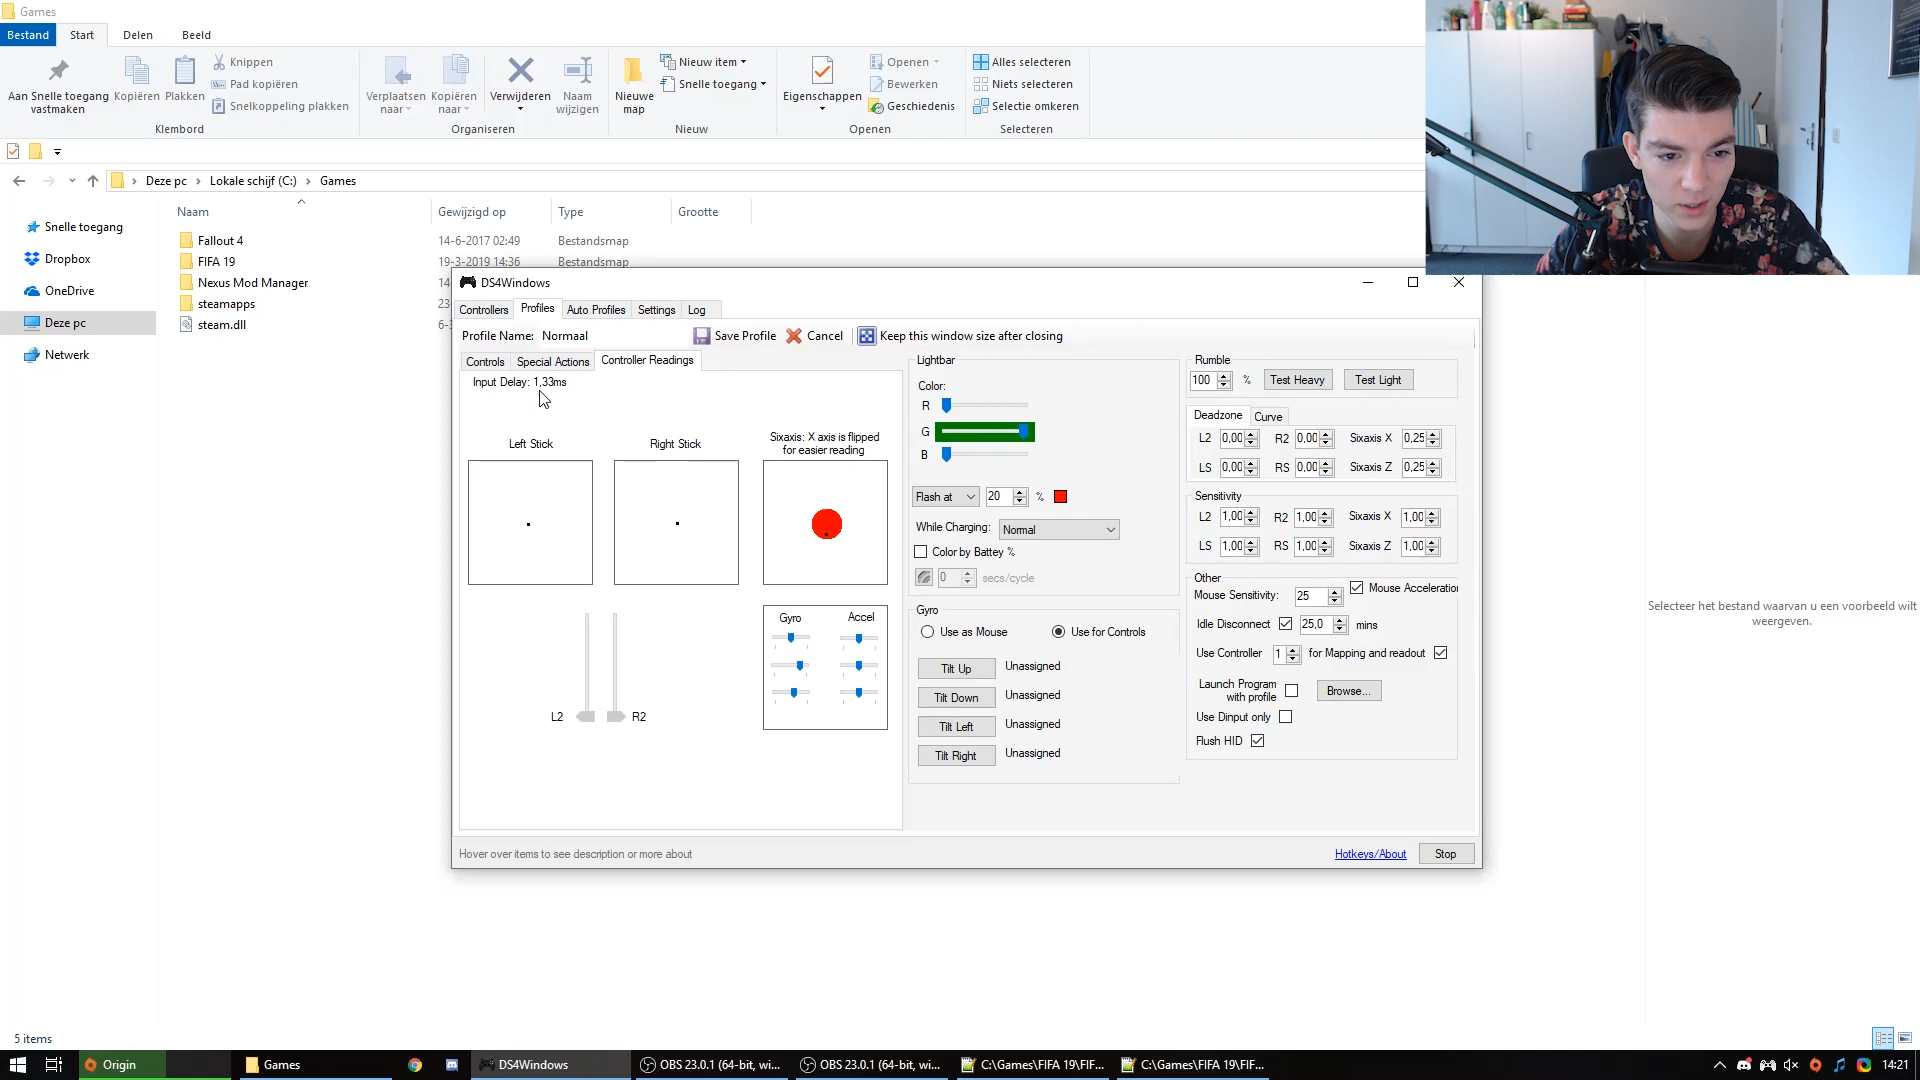 Games
Bestand Start Delen Beeld
Aan Snelle toegang vastmaken
Kopiëren
Plakken
Knippen
Pad kopiëren
Snelkoppeling plakken
Klembord
Verplaatsen naar
Kopiëren naar
Verwijderen
Naam wijzigen
Organiseren
Nieuwe map
Nieuw item
Snelle toegang
Nieuw
Eigenschappen
Openen
Bewerken
Geschiedenis
Openen
Alles selecteren
Niets selecteren
Selectie omkeren
Selecteren
Deze pc > Lokale schijf (C:) > Games
Naam Gewijzigd op Type Grootte
Snelle toegang
Dropbox
OneDrive
Deze pc
Netwerk
Fallout 4 14-6-2017 02:49 Bestandsmap
FIFA 19 19-3-2019 14:36 Bestandsmap
Nexus Mod Manager 14-
steamapps 23-
steam.dll 6-3
DS4Windows
Controllers Profiles Auto Profiles Settings Log
Profile Name: Normaal Save Profile Cancel Keep this window size after closing
Controls Special Actions Controller Readings
Input Delay: 1,33ms
Left Stick
Right Stick
Sixaxis: X axis is flipped
for easier reading
Gyro Accel
L2 R2
Lightbar
Color:
R
G
B
Flash at 20 %
While Charging: Normal
Color by Battey %
0 secs/cycle
Gyro
Use as Mouse Use for Controls
Tilt Up Unassigned
Tilt Down Unassigned
Tilt Left Unassigned
Tilt Right Unassigned
Rumble
100 % Test Heavy Test Light
Deadzone Curve
L2 0,00 R2 0,00 Sixaxis X 0,25
LS 0,00 RS 0,00 Sixaxis Z 0,25
Sensitivity
L2 1,00 R2 1,00 Sixaxis X 1,00
LS 1,00 RS 1,00 Sixaxis Z 1,00
Other
Mouse Sensitivity: 25 Mouse Acceleration
Idle Disconnect 25,0 mins
Use Controller 1 for Mapping and readout
Launch Program
with profile Browse...
Use Dinput only
Flush HID
Hover over items to see description or more about
Hotkeys/About Stop
Selecteer het bestand waarvan u een voorbeeld wilt
weergeven.
5 items
Origin Games DS4Windows OBS 23.0.1 (64-bit, wi... OBS 23.0.1 (64-bit, wi... C:\Games\FIFA 19\FIF... C:\Games\FIFA 19\FIF... 14:21